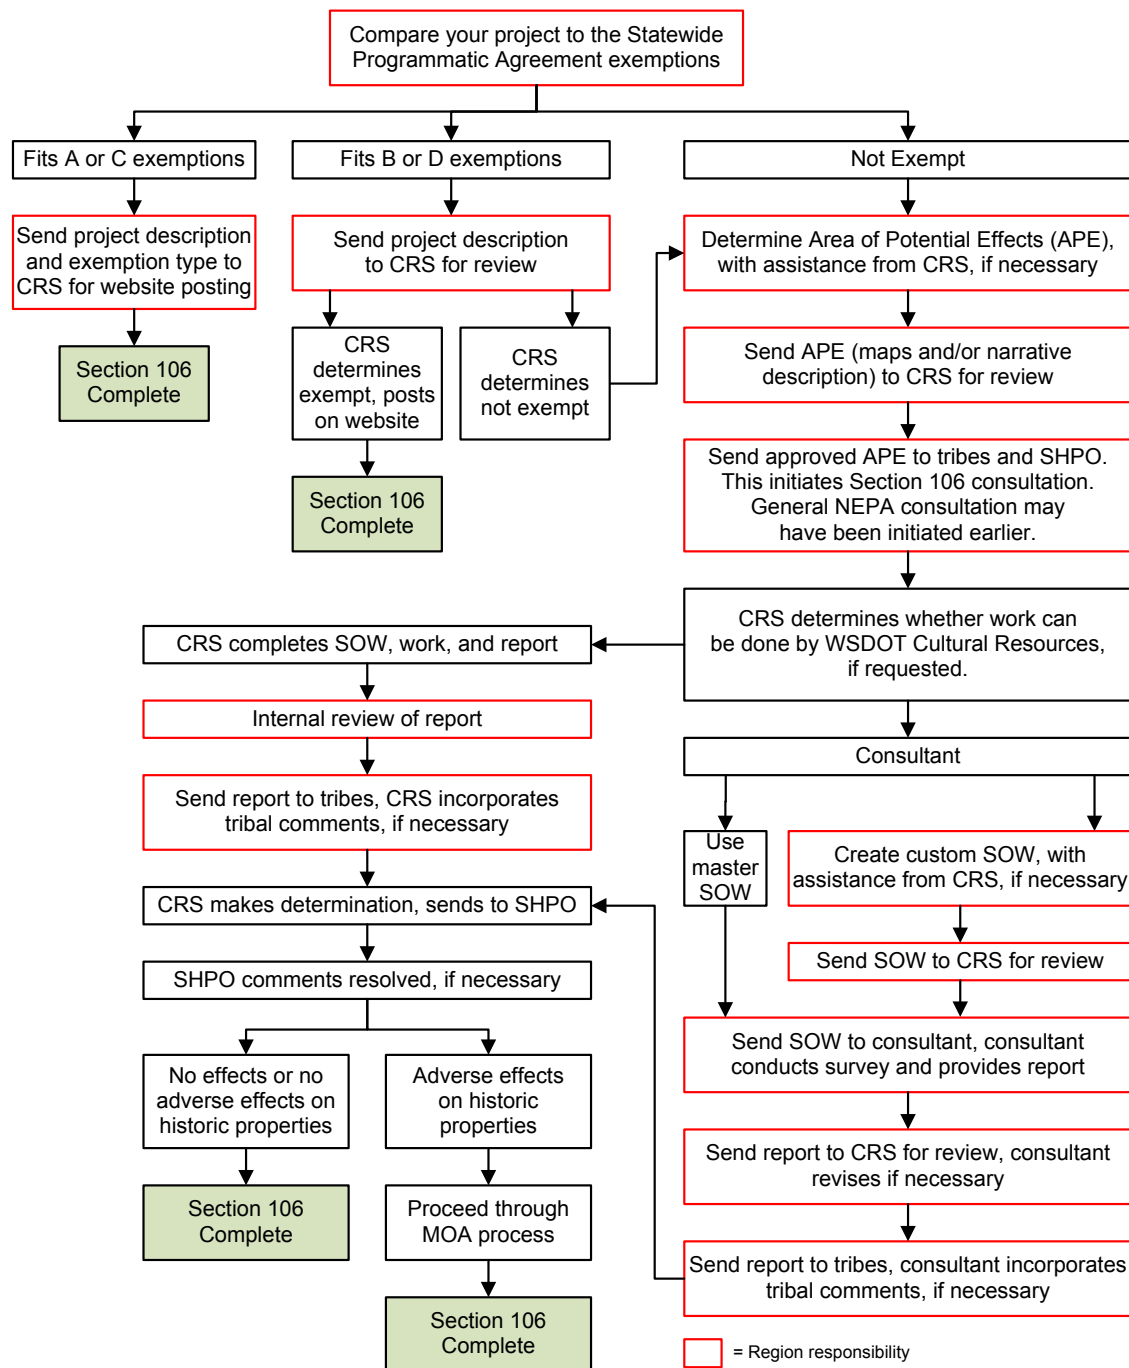 Compare your project to the Statewide
Programmatic Agreement exemptions
Fits A or C exemptions
Fits B or D exemptions
Not Exempt
Send project description
and exemption type to
CRS for website posting
Send project description
to CRS for review
Determine Area of Potential Effects (APE),
with assistance from CRS, if necessary
Section 106
Complete
CRS
determines
exempt, posts
on website
CRS
determines
not exempt
Send APE (maps and/or narrative
description) to CRS for review
Section 106
Complete
Send approved APE to tribes and SHPO.
This initiates Section 106 consultation.
General NEPA consultation may
have been initiated earlier.
CRS determines whether work can
be done by WSDOT Cultural Resources,
if requested.
CRS completes SOW, work, and report
Internal review of report
Consultant
Send report to tribes, CRS incorporates
tribal comments, if necessary
Use
master
SOW
Create custom SOW, with
assistance from CRS, if necessary
CRS makes determination, sends to SHPO
Send SOW to CRS for review
SHPO comments resolved, if necessary
Send SOW to consultant, consultant
conducts survey and provides report
No effects or no
adverse effects on
historic properties
Adverse effects
on historic
properties
Send report to CRS for review, consultant
revises if necessary
Section 106
Complete
Proceed through
MOA process
Send report to tribes, consultant incorporates
tribal comments, if necessary
Section 106
Complete
= Region responsibility